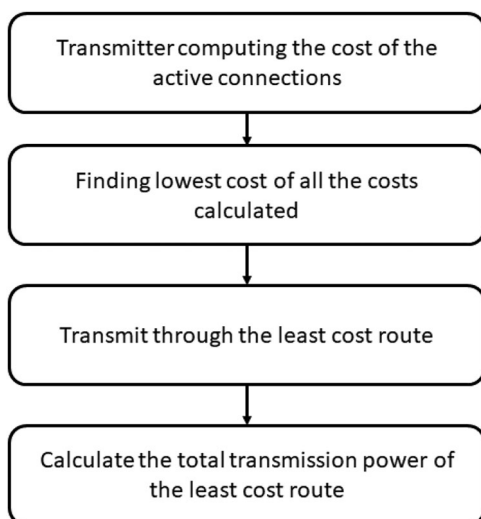 Transmitter computing the cost of the
active connections
Finding lowest cost of all the costs
calculated
Transmit through the least cost route
Calculate the total transmission power of
the least cost route